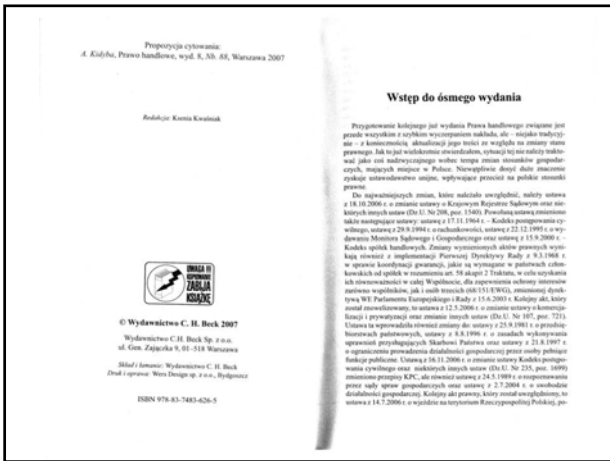 Propozycja cytowania:
A. Kidyba, Prawo handlowe, wyd. 8, Nb. 88, Warszawa 2007
Redakcja: Ksenia Kwaśniak
UWAGA !!!
KOPIOWANIE
ZABIJA
KSIĄŻKĘ
© Wydawnictwo C. H. Beck 2007
Wydawnictwo C.H. Beck Sp. z o.o.
ul. Gen. Zajączka 9, 01–518 Warszawa
Skład i łamanie: Wydawnictwo C. H. Beck
Druk i oprawa: Wers Design sp. z o.o., Bydgoszcz
ISBN 978-83-7483-626-5
Wstęp do ósmego wydania
Przygotowanie kolejnego już wydania Prawa handlowego związane jest
przede wszystkim z szybkim wyczerpaniem nakładu, ale – niejako tradycyj-
nie – z koniecznością aktualizacji jego treści ze względu na zmiany stanu
prawnego. Jak to już wielokrotnie stwierdzałem, sytuacji tej nie należy trakto-
wać jako coś nadzwyczajnego wobec tempa zmian stosunków gospodar-
czych, mających miejsce w Polsce. Niewątpliwie dosyć duże znaczenie
zyskuje ustawodawstwo unijne, wpływające przecież na polskie stosunki
prawne.
Do najważniejszych zmian, które należało uwzględnić, należy ustawa
z 18.10.2006 r. o zmianie ustawy o Krajowym Rejestrze Sądowym oraz nie-
których innych ustaw (Dz.U. Nr 208, poz. 1540). Powołaną ustawą zmieniono
także następujące ustawy: ustawę z 17.11.1964 r. – Kodeks postępowania cy-
wilnego, ustawę z 29.9.1994 r. o rachunkowości, ustawę z 22.12.1995 r. o wy-
dawaniu Monitora Sądowego i Gospodarczego oraz ustawę z 15.9.2000 r. –
Kodeks spółek handlowych. Zmiany wymienionych aktów prawnych wyni-
kają również z implementacji Pierwszej Dyrektywy Rady z 9.3.1968 r.
w sprawie koordynacji gwarancji, jakie są wymagane w państwach człon-
kowskich od spółek w rozumieniu art. 58 akapit 2 Traktatu, w celu uzyskania
ich równoważności w całej Wspólnocie, dla zapewnienia ochrony interesów
zarówno wspólników, jak i osób trzecich (68/151/EWG), zmienionej dyrek-
tywą WE Parlamentu Europejskiego i Rady z 15.6.2003 r. Kolejny akt, który
został znowelizowany, to ustawa z 12.5.2006 r. o zmianie ustawy o komercja-
lizacji i prywatyzacji oraz zmianie innych ustaw (Dz.U. Nr 107, poz. 721).
Ustawa ta wprowadziła również zmiany do: ustawy z 25.9.1981 r. o przedsię-
biorstwach państwowych, ustawy z 8.8.1996 r. o zasadach wykonywania
uprawnień przysługujących Skarbowi Państwa oraz ustawy z 21.8.1997 r.
o ograniczeniu prowadzenia działalności gospodarczej przez osoby pełniące
funkcje publiczne. Ustawą z 16.11.2006 r. o zmianie ustawy Kodeks postępo-
wania cywilnego oraz niektórych innych ustaw (Dz.U. Nr 235, poz. 1699)
zmieniono przepisy KPC, ale również ustawę z 24.5.1989 r. o rozpoznawaniu
przez sądy spraw gospodarczych oraz ustawę z 2.7.2004 r. o swobodzie
działalności gospodarczej. Kolejny akt prawny, który został uwzględniony, to
ustawa z 14.7.2006 r. o wjeździe na terytorium Rzeczypospolitej Polskiej, po-